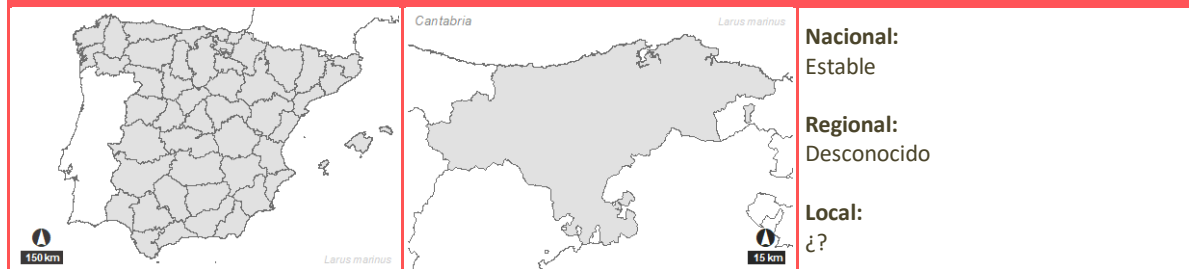 150 km
Larus marinus
Cantabria
Larus marinus
15 km
Nacional:
Estable
Regional:
Desconocido
Local:
¿?